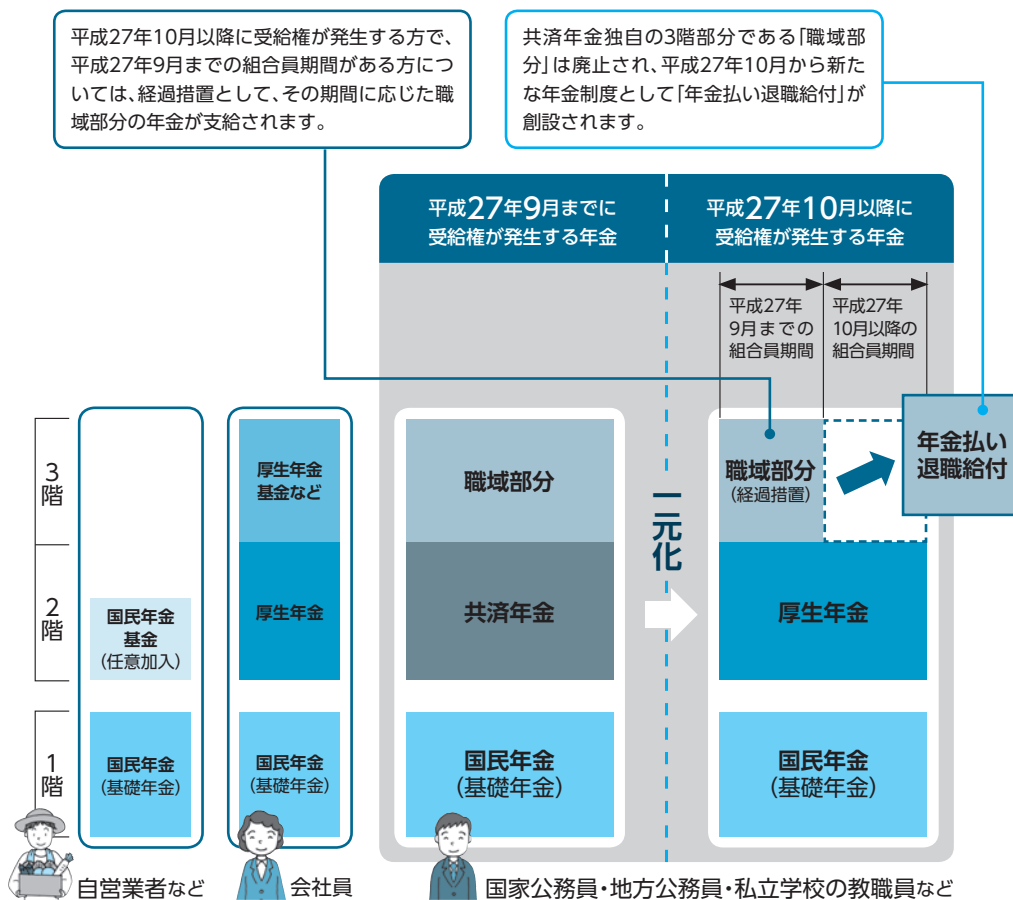 平成27年10月以降に受給権が発生する方で、
平成27年9月までの組合員期間がある方につ
いては、経過措置として、その期間に応じた職
域部分の年金が支給されます。
共済年金独自の3階部分である「職域部
分」は廃止され、平成27年10月から新た
な年金制度として「年金払い退職給付」が
創設されます。
平成27年9月までに
受給権が発生する年金
平成27年10月以降に
受給権が発生する年金
平成27年
9月までの
組合員期間
平成27年
10月以降の
組合員期間
3階
厚生年金
基金など
職域部分
職域部分
(経過措置)
年金払い
退職給付
一元化
2階
国民年金
基金
(任意加入)
厚生年金
共済年金
厚生年金
1階
国民年金
(基礎年金)
国民年金
(基礎年金)
国民年金
(基礎年金)
国民年金
(基礎年金)
自営業者など
会社員
国家公務員・地方公務員・私立学校の教職員など